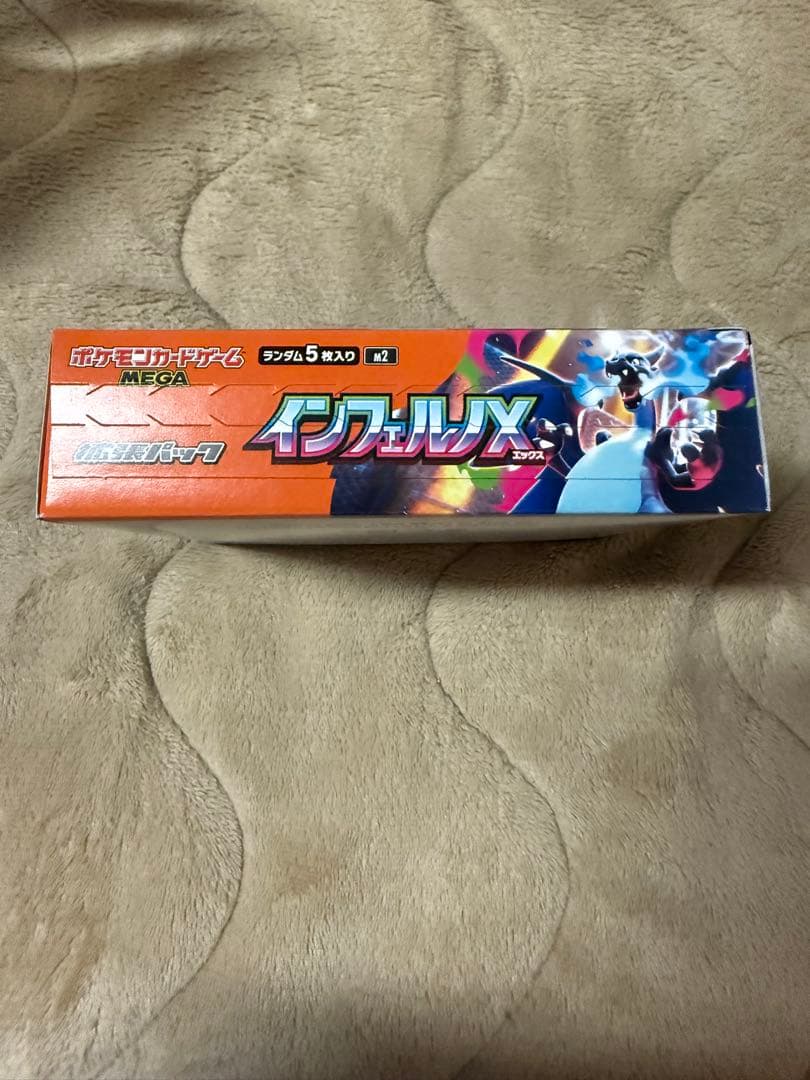 ポケモンカードゲーム
MEGA
ランダム5枚入り
M2
拡張パック
インフェルノX
エックス